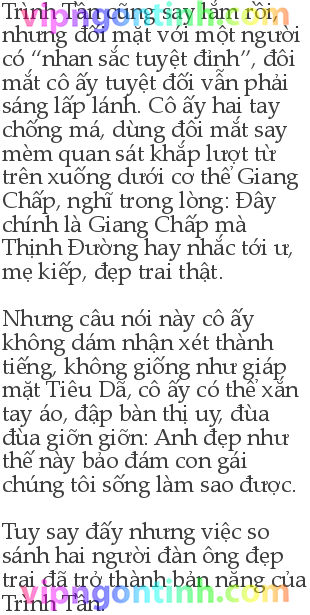 Trình Tần cũng say lắm rồi,
vipngontinh.com
nhưng đối mặt với một người
có “nhan sắc tuyệt đỉnh”, đôi
mắt cô ấy tuyệt đối vẫn phải
sáng lấp lánh. Cô ấy hai tay
chống má, dùng đôi mắt say
mèm quan sát khắp lượt từ
trên xuống dưới cơ thể Giang
Chấp, nghĩ trong lòng: Đây
chính là Giang Chấp mà
Thịnh Đường hay nhắc tới ư,
mẹ kiếp, đẹp trai thật.
Nhưng câu nói này cô ấy
không dám nhận xét thành
tiếng, không giống như giáp
mặt Tiêu Dã, cô ấy có thể xắn
tay áo, đập bàn thị uy, đùa
đùa giỡn giỡn: Anh đẹp như
thế này bảo đám con gái
chúng tôi sống làm sao được.
Tuy say đấy nhưng việc so
sánh hai người đàn ông đẹp
trai đã trở thành bản năng của
vipngontinh.com
Trình Tần.